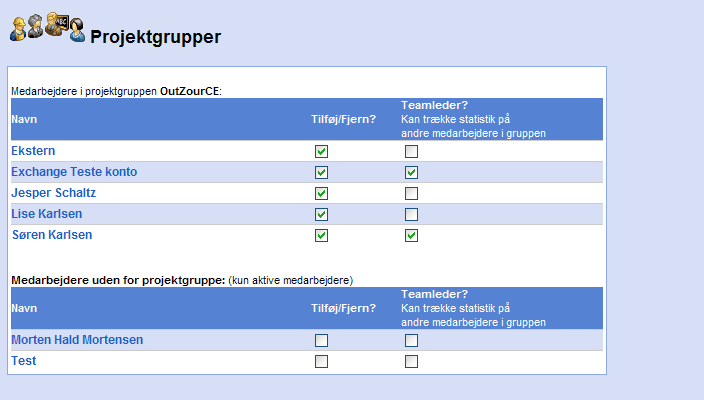 ABC
Projektgrupper
Medarbejdere i projektgruppen OutZourCE:
Navn Tilføj/Fjern? Teamleder?
Kan trække statistik på
andre medarbejdere i gruppen
Ekstern
Exchange Teste konto
Jesper Schaltz
Lise Karlsen
Søren Karlsen
Medarbejdere uden for projektgruppe: (kun aktive medarbejdere)
Navn Tilføj/Fjern? Teamleder?
Kan trække statistik på
andre medarbejdere i gruppen
Morten Hald Mortensen
Test